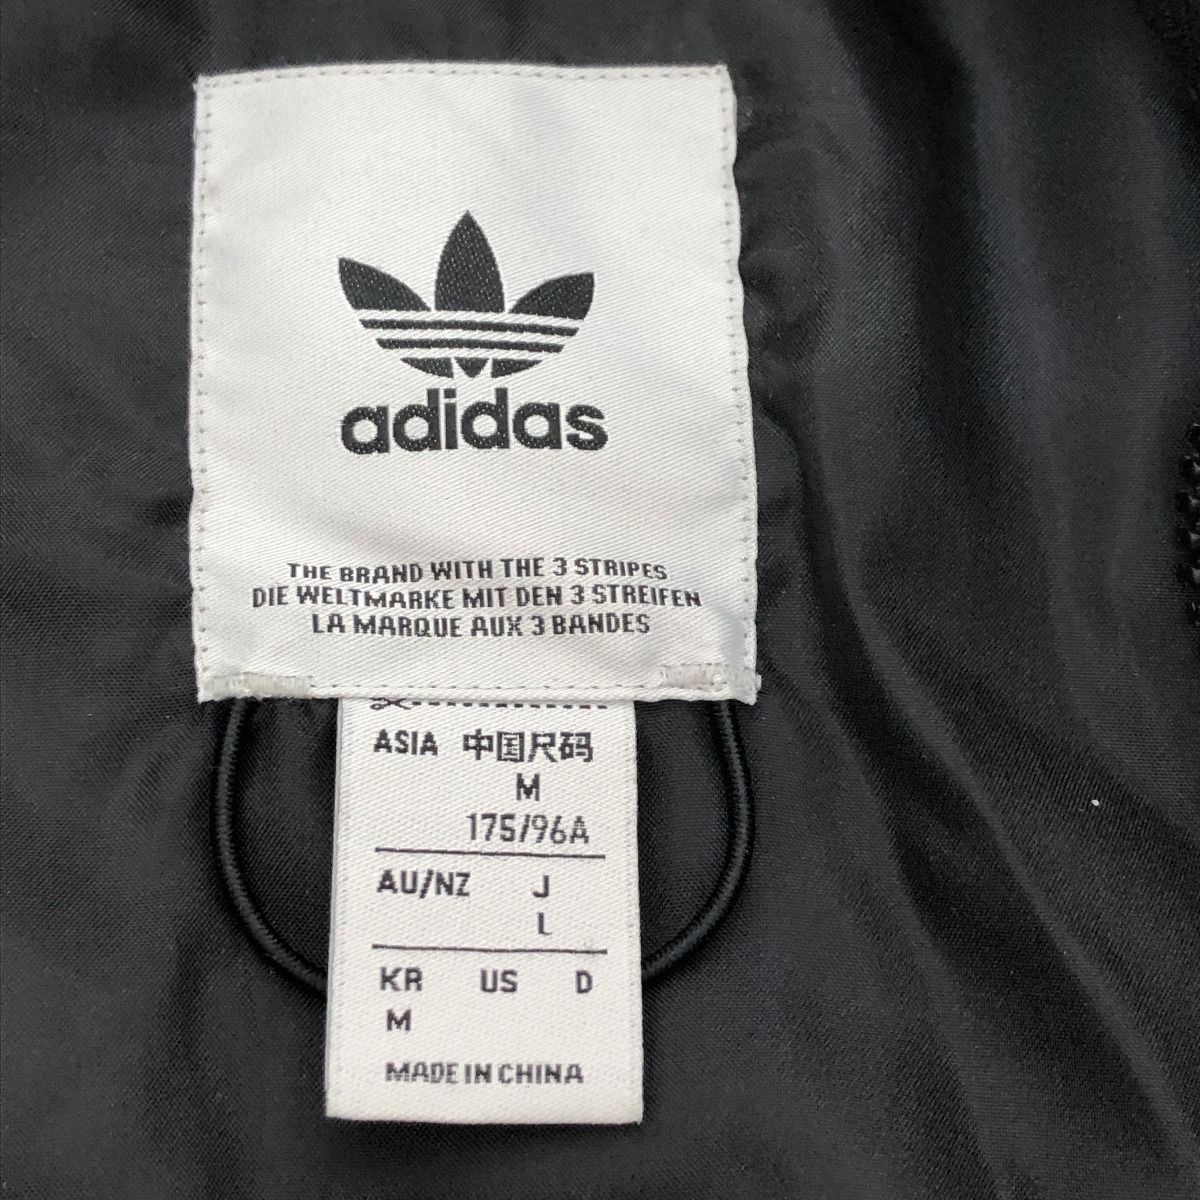 adidas
THE BRAND WITH THE 3 STRIPES
DIE WELTMARKE MIT DEN 3 STREIFEN
LA MARQUE AUX 3 BANDES
ASIA 中国尺码
M
175/96A
AU/NZ J
L
KR US D
M
MADE IN CHINA